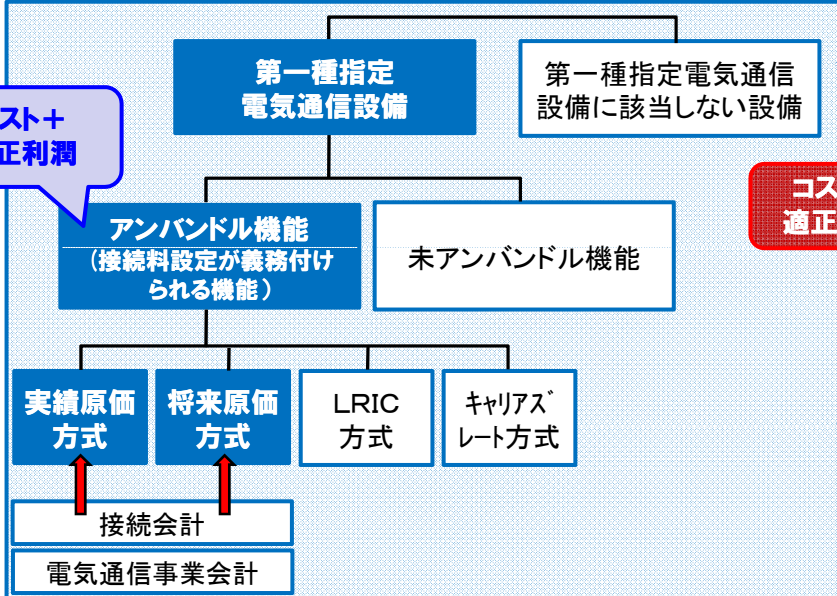 第一種指定
電気通信設備
第一種指定電気通信
設備に該当しない設備
スト＋
正利潤
コス
適正
アンバンドル機能
（接続料設定が義務付け
られる機能）
未アンバンドル機能
実績原価
方式
将来原価
方式
LRIC
方式
キャリアズ
レート方式
接続会計
電気通信事業会計